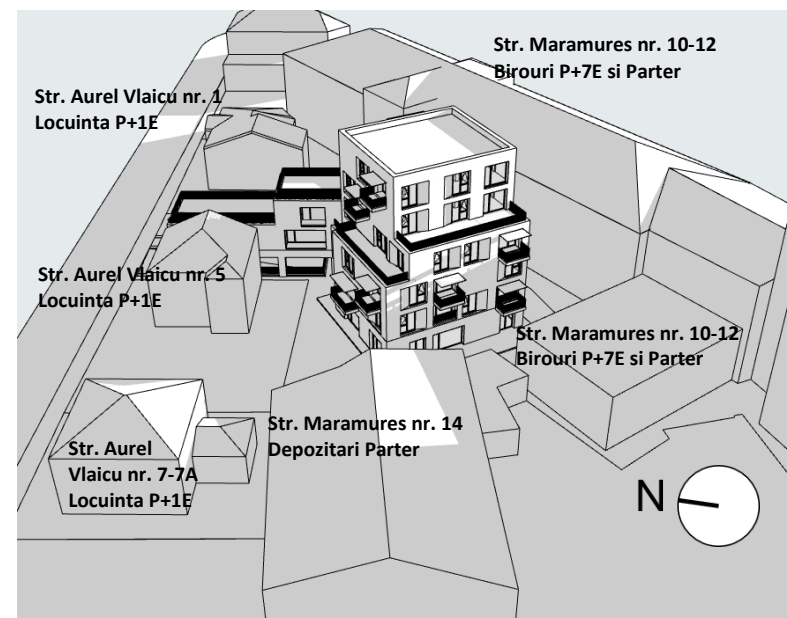 Str. Maramures nr. 10-12
Birouri P+7E si Parter
Str. Aurel Vlaicu nr. 1
Locuinta P+1E
Str. Aurel Vlaicu nr. 5
Locuinta P+1E
Str. Maramures nr. 10-12
Birouri P+7E si Parter
Str. Maramures nr. 14
Depozitari Parter
Str. Aurel
Vlaicu nr. 7-7A
Locuinta P+1E
N